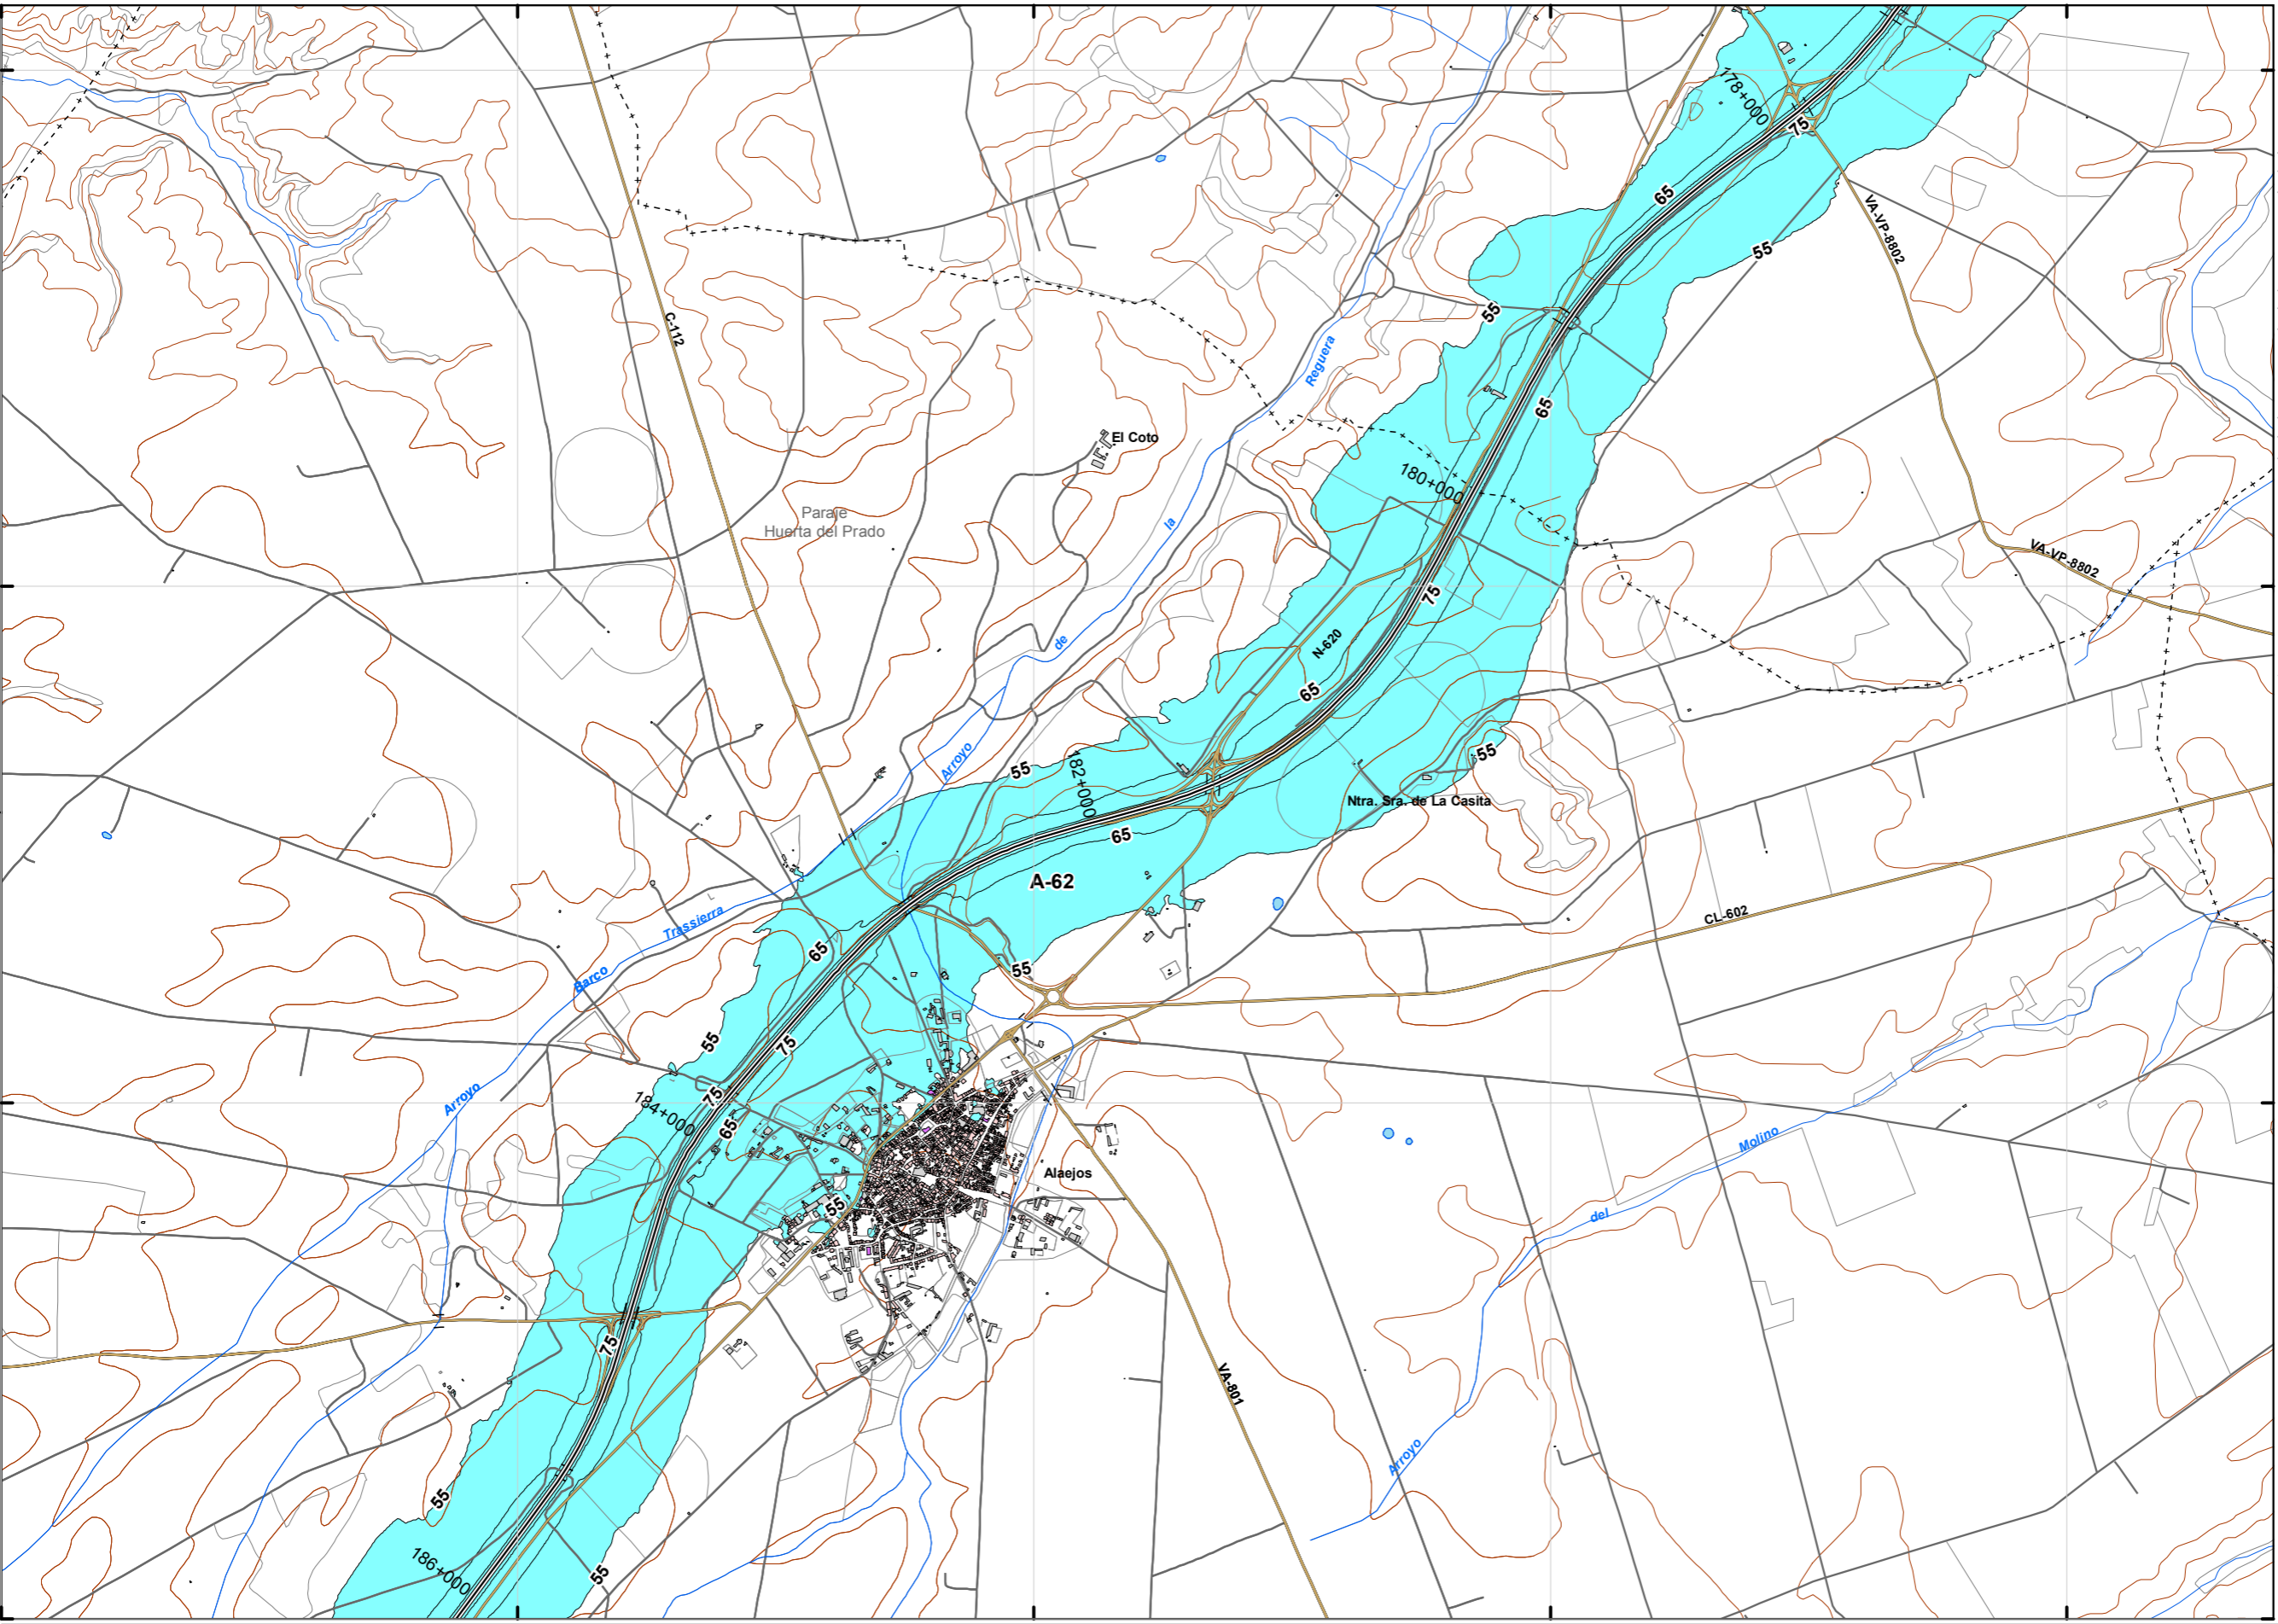 178+000
75
65
VA-VP-8802
55
C-112
55
Reguera
65
El Coto
180+000
Paraje
Huerta del Prado
la
VA-VP-8802
75
de
N-620
65
Arroyo
55
55
182+000
Ntra. Sra. de La Casita
65
A-62
CL-602
Trassierra
65
55
Barco
55
75
Arroyo
75
184+000
65
Molino
Alaejos
55
del
75
VA-801
Arroyo
55
186+000
55